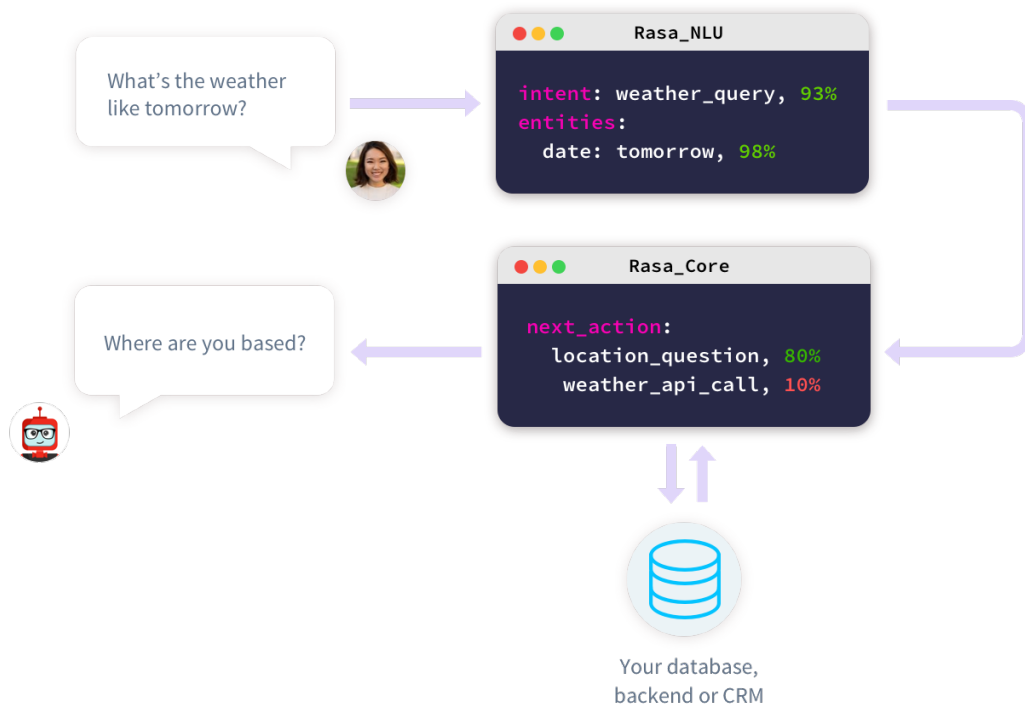 What’s the weather
like tomorrow?
Rasa_NLU
intent: weather_query, 93%
entities:
date: tomorrow, 98%
Rasa_Core
next_action:
location_question, 80%
weather_api_call, 10%
Where are you based?
Your database,
backend or CRM